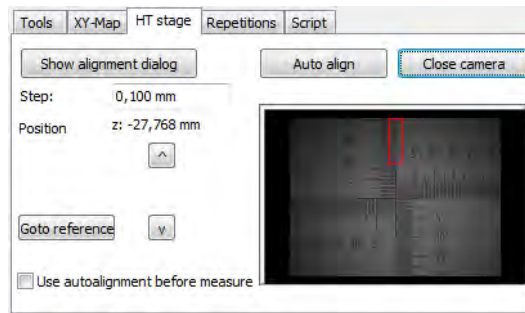 Tools XY-Map HT stage Repetitions Script
Show alignment dialog Auto align Close camera
Step: 0,100 mm
Position z: -27,768 mm
^
Goto reference v
Use autoalignment before measure